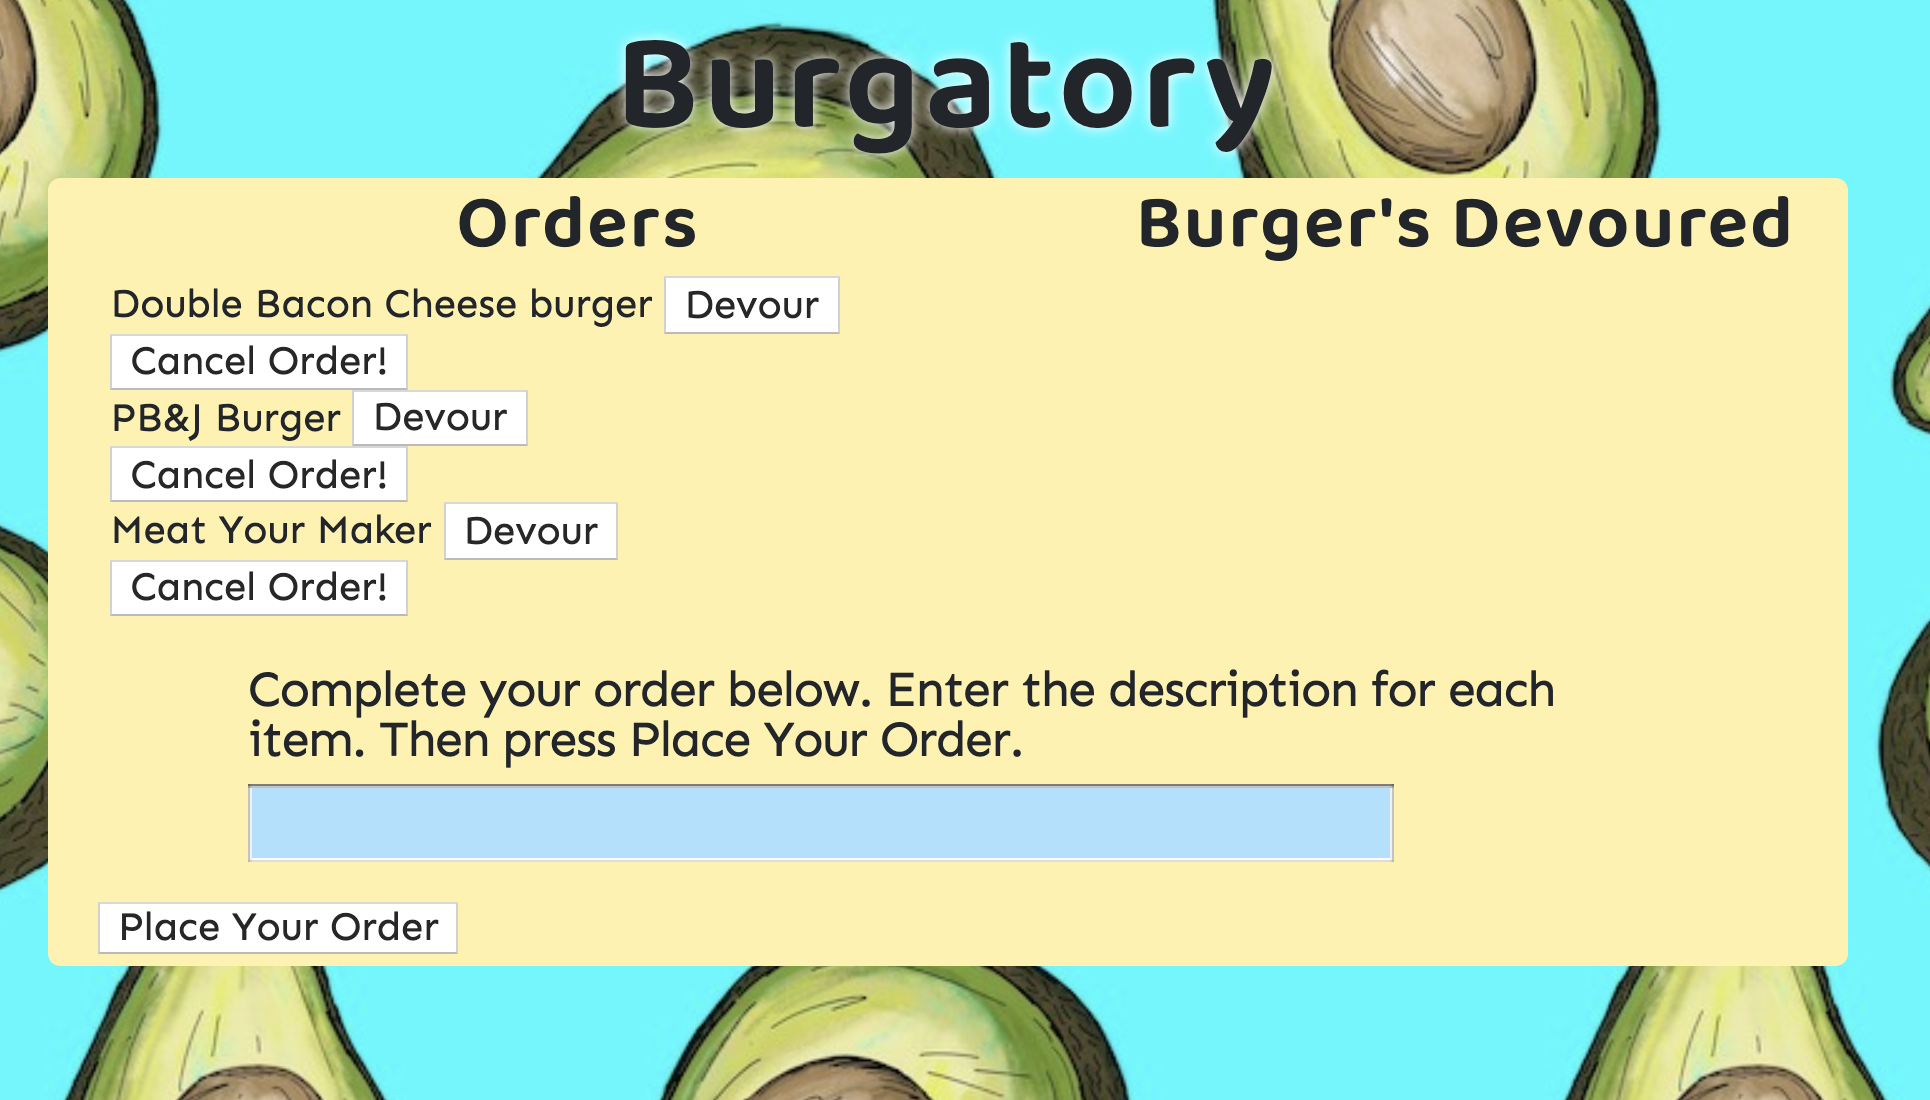 Burgatory
Orders
Burger's Devoured
Double Bacon Cheese burger Devour
Cancel Order!
PB&J Burger Devour
Cancel Order!
Meat Your Maker Devour
Cancel Order!
Complete your order below. Enter the description for each
item. Then press Place Your Order.
Place Your Order